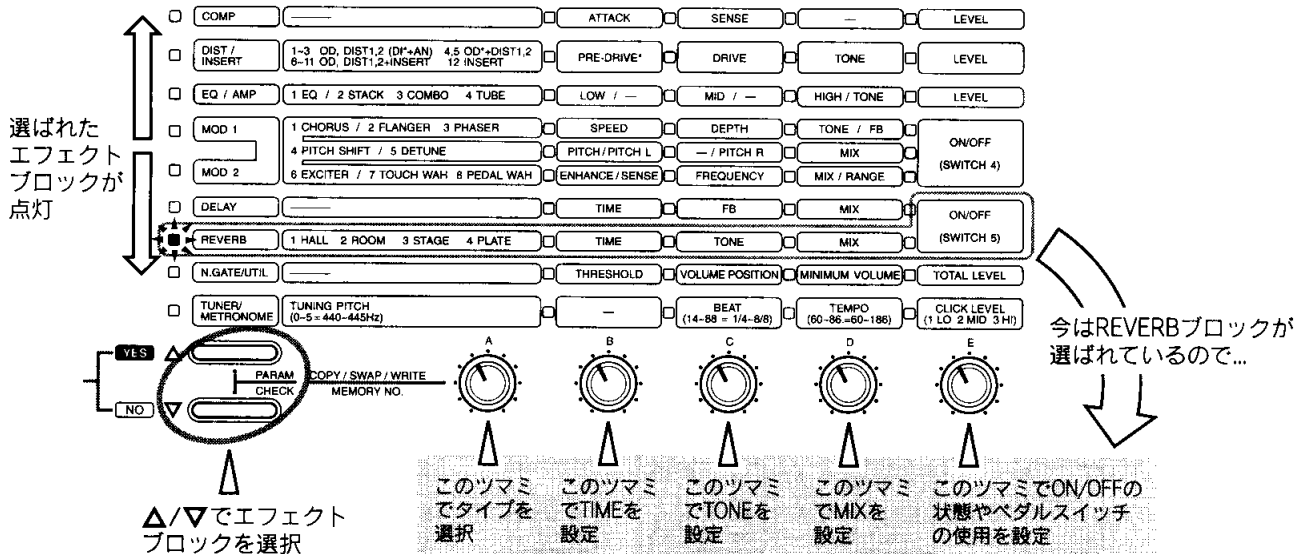 COMP ATTACK SENSE — LEVEL
DIST / INSERT
1~3 OD, DIST1,2 (DI*+AN) 4,5 OD*+DIST1,2
6~11 OD, DIST1,2+INSERT 12 INSERT
PRE-DRIVE* DRIVE TONE LEVEL
EQ / AMP 1 EQ / 2 STACK 3 COMBO 4 TUBE LOW / — MID / — HIGH / TONE LEVEL
選ばれた
エフェクト
ブロックが
点灯
MOD 1 1 CHORUS / 2 FLANGER 3 PHASER SPEED DEPTH TONE / FB
4 PITCH SHIFT / 5 DETUNE PITCH / PITCH L — / PITCH R MIX
MOD 2 6 EXCITER / 7 TOUCH WAH 8 PEDAL WAH ENHANCE / SENSE FREQUENCY MIX / RANGE
ON/OFF
(SWITCH 4)
DELAY TIME FB MIX
REVERB 1 HALL 2 ROOM 3 STAGE 4 PLATE TIME TONE MIX
ON/OFF
(SWITCH 5)
N.GATE/UTIL THRESHOLD VOLUME POSITION MINIMUM VOLUME TOTAL LEVEL
TUNER/
METRONOME
TUNING PITCH
(0~5=440~445Hz)
—
BEAT
(14~88 = 1/4~8/8)
TEMPO
(60~86.=60~186)
CLICK LEVEL
(1 LO 2 MID 3 HI)
今はREVERBブロックが
選ばれているので...
YES △
NO ▽
PARAM
CHECK
COPY / SWAP / WRITE
MEMORY NO.
A B C D E
△/▽でエフェクト
ブロックを選択
このツマミ
でタイプを
選択
このツマミ
でTIMEを
設定
このツマミ
でTONEを
設定
このツマミ
でMIXを
設定
このツマミでON/OFFの
状態やペダルスイッチ
の使用を設定